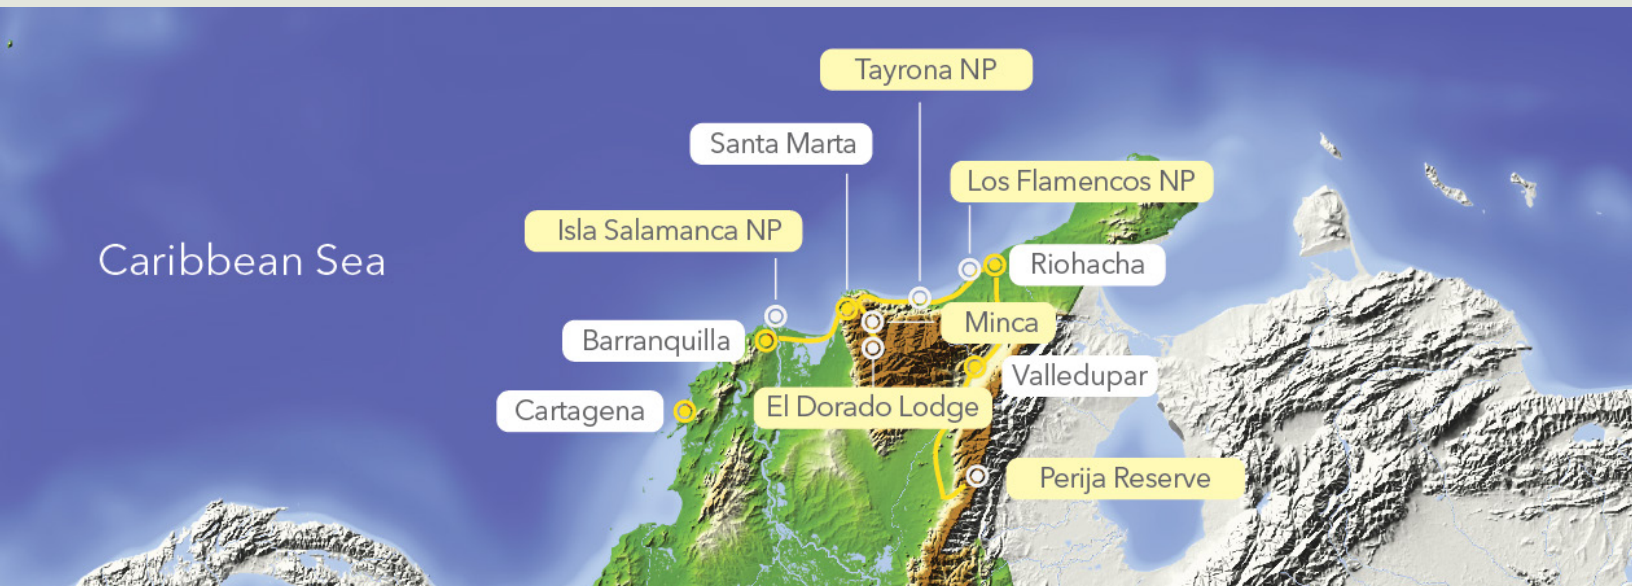 Tayrona NP
Santa Marta
Los Flamencos NP
Isla Salamanca NP
Caribbean Sea
Riohacha
Minca
Barranquilla
Valledupar
Cartagena
El Dorado Lodge
Perija Reserve